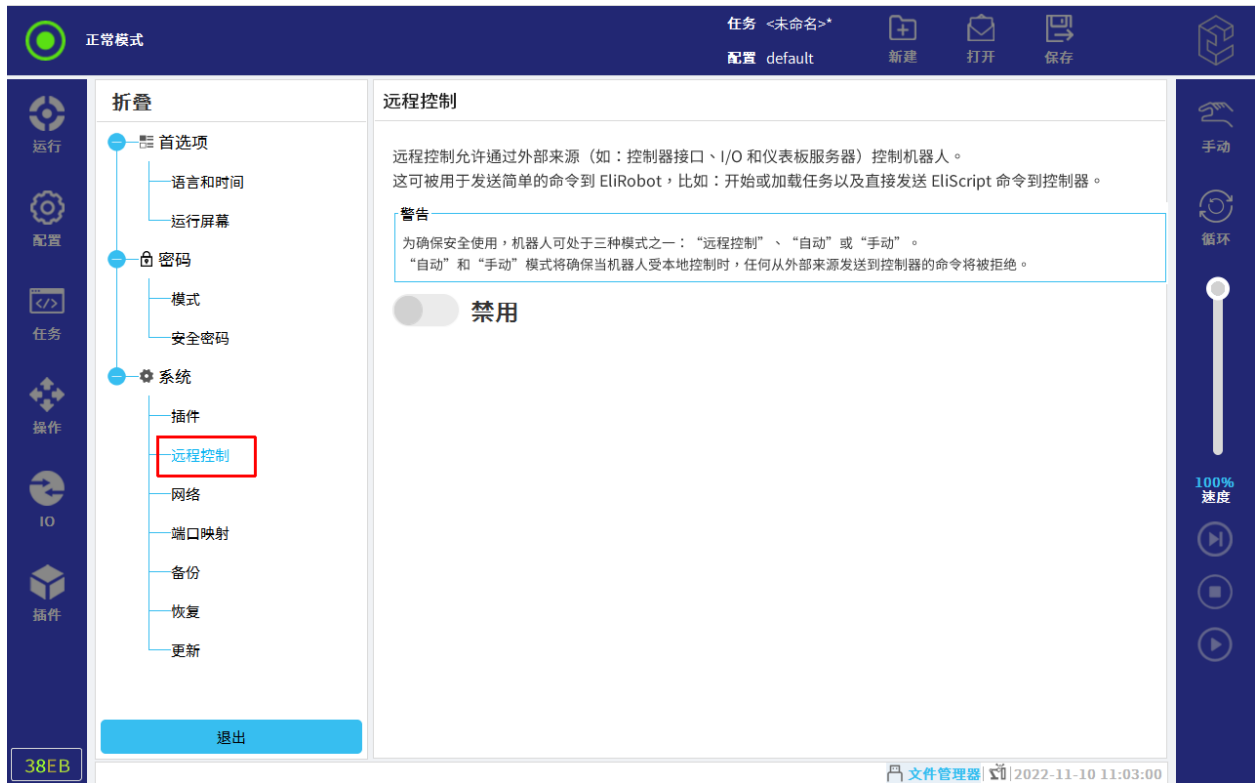 正常模式
任务 <未命名>*
配置 default
新建
打开
保存
运行
配置
任务
操作
IO
插件
38EB
折叠
首选项
语言和时间
运行屏幕
密码
模式
安全密码
系统
插件
远程控制
网络
端口映射
备份
恢复
更新
退出
远程控制
远程控制允许通过外部来源（如：控制器接口、I/O 和仪表板服务器）控制机器人。
这可被用于发送简单的命令到 EliRobot，比如：开始或加载任务以及直接发送 EliScript 命令到控制器。
警告
为确保安全使用，机器人可处于三种模式之一：“远程控制”、“自动”或“手动”。
“自动”和“手动”模式将确保当机器人受本地控制时，任何从外部来源发送到控制器的命令将被拒绝。
禁用
手动
循环
100%
速度
文件管理器
2022-11-10 11:03:00